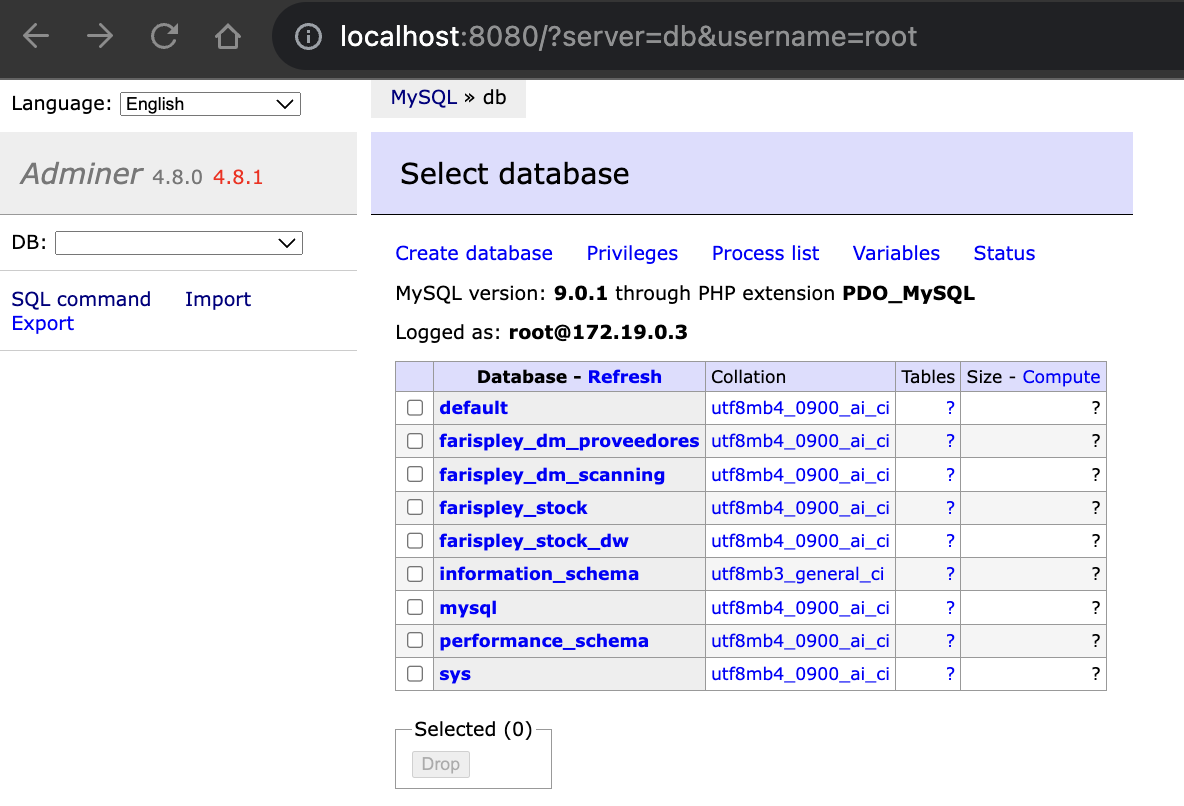 localhost:8080/?server=db&username=root
Language: English
MySQL » db
Adminer 4.8.0 4.8.1
Select database
DB:
SQL command Import
Export
Create database Privileges Process list Variables Status
MySQL version: 9.0.1 through PHP extension PDO_MySQL
Logged as: root@172.19.0.3
Database - Refresh Collation Tables Size - Compute
default utf8mb4_0900_ai_ci ? ?
farispley_dm_proveedores utf8mb4_0900_ai_ci ? ?
farispley_dm_scanning utf8mb4_0900_ai_ci ? ?
farispley_stock utf8mb4_0900_ai_ci ? ?
farispley_stock_dw utf8mb4_0900_ai_ci ? ?
information_schema utf8mb3_general_ci ? ?
mysql utf8mb4_0900_ai_ci ? ?
performance_schema utf8mb4_0900_ai_ci ? ?
sys utf8mb4_0900_ai_ci ? ?
Selected (0)
Drop